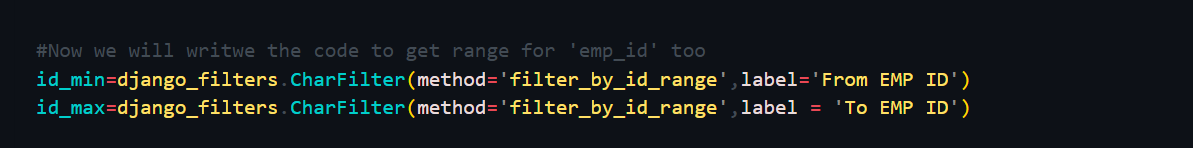 #Now we will writwe the code to get range for 'emp_id' too
id_min=django_filters.CharFilter(method='filter_by_id_range',label='From EMP ID')
id_max=django_filters.CharFilter(method='filter_by_id_range',label = 'To EMP ID')